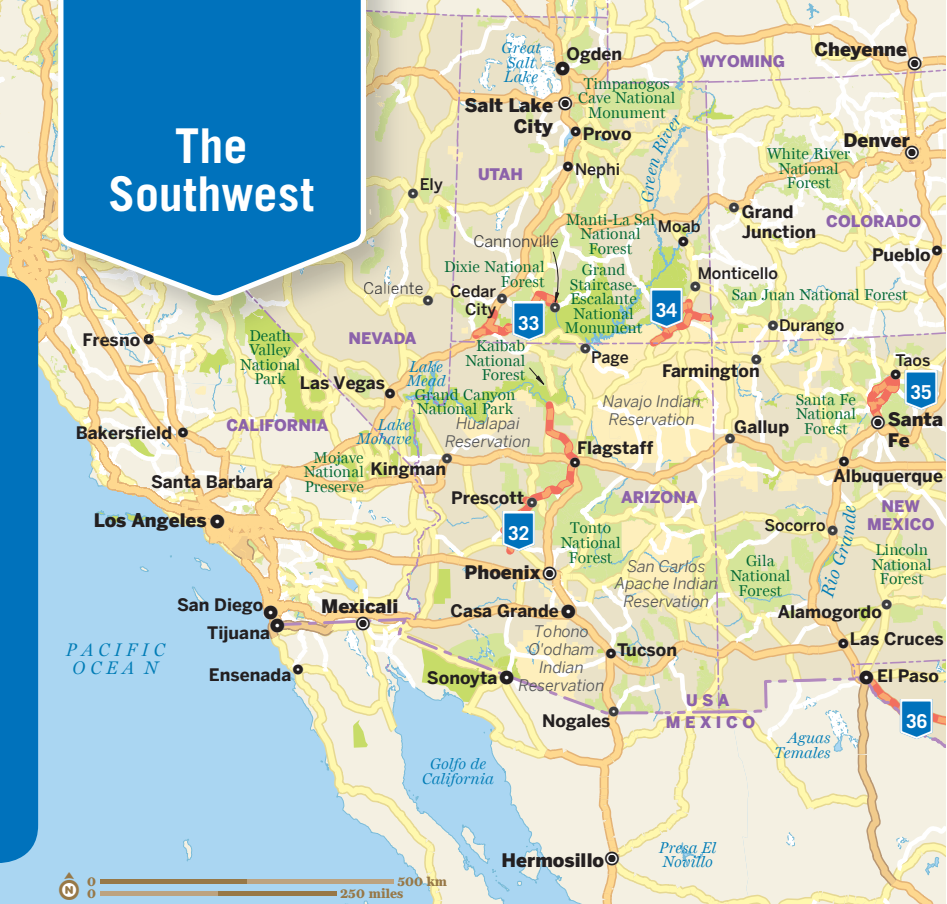 The
Southwest
Great
Salt
Lake
Ogden
WYOMING
Cheyenne
Timpanogos
Cave National
Monument
Salt Lake
City
Provo
Denver
Green River
White River
National
Forest
UTAH
Nephi
Ely
Manti-La Sal
National
Forest
Moab
Grand
Junction
COLORADO
Cannonville
Pueblo
Dixie National
Forest
Grand
Staircase-
Escalante
National
Monument
Monticello
Caliente
Cedar
City
San Juan National Forest
33
34
Durango
Fresno
Death
Valley
National
Park
NEVADA
Kaibab
National
Forest
Page
Farmington
Taos
Las Vegas
Lake
Mead
Grand Canyon
National Park
Navajo Indian
Reservation
35
Santa Fe
National
Forest
Santa
Fe
CALIFORNIA
Bakersfield
Lake
Mohave
Hualapai
Reservation
Gallup
Flagstaff
Mojave
National
Preserve
Kingman
Albuquerque
Santa Barbara
Prescott
ARIZONA
NEW
MEXICO
Los Angeles
32
Tonto
National
Forest
Socorro
Rio Grande
Lincoln
National
Forest
Phoenix
San Carlos
Apache Indian
Reservation
Gila
National
Forest
San Diego
Mexicali
Casa Grande
Alamogordo
Tijuana
Tohono
O'odham
Indian
Reservation
Las Cruces
PACIFIC
OCEAN
Tucson
Ensenada
Sonoyta
El Paso
USA
MEXICO
Nogales
36
Aguas
Temales
Golfo de
California
Hermosillo
Presa El
Novillo
N
0 500 km
0 250 miles